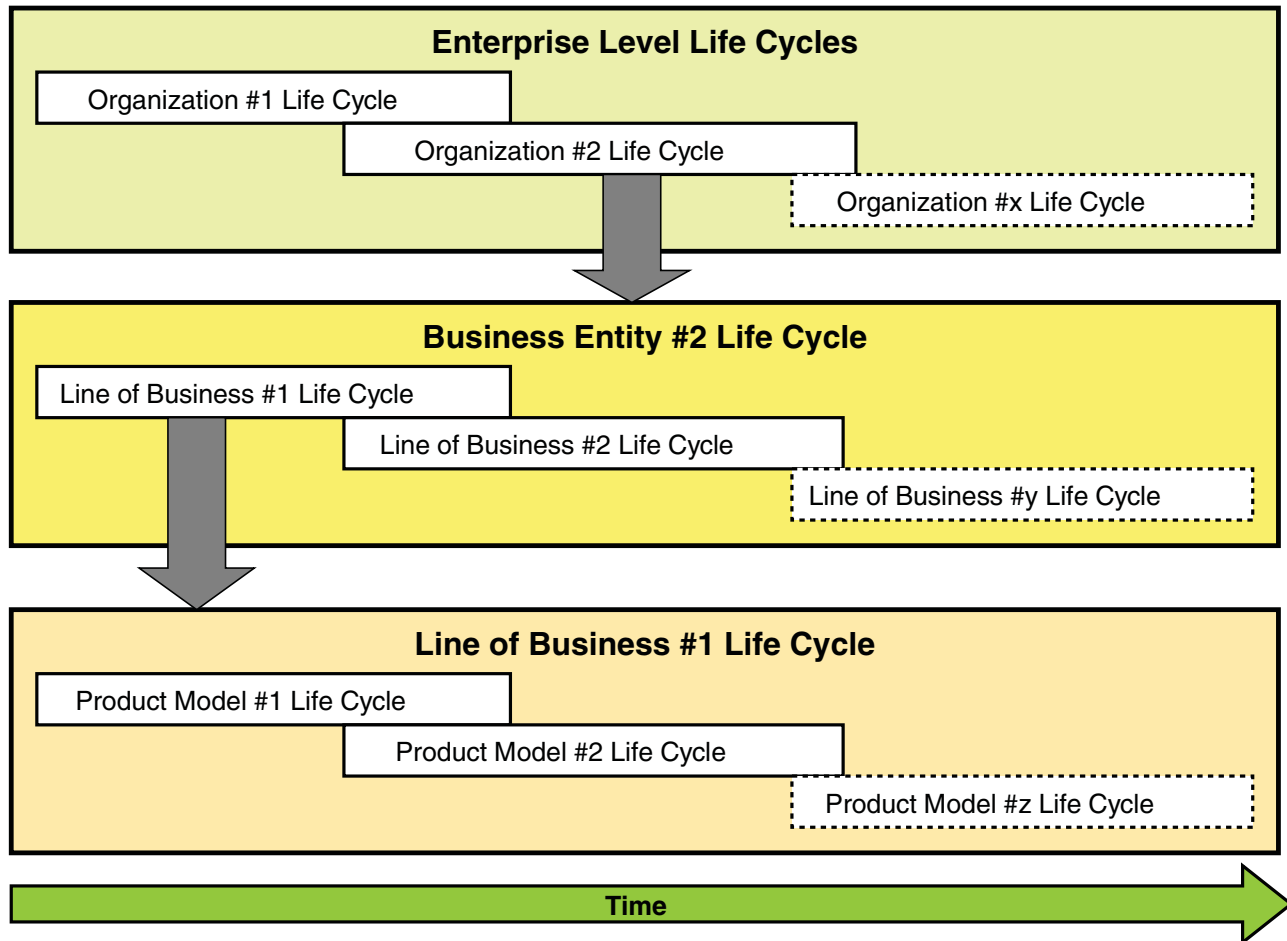 Enterprise Level Life Cycles
Organization #1 Life Cycle
Organization #2 Life Cycle
Organization #x Life Cycle
Business Entity #2 Life Cycle
Line of Business #1 Life Cycle
Line of Business #2 Life Cycle
Line of Business #y Life Cycle
Line of Business #1 Life Cycle
Product Model #1 Life Cycle
Product Model #2 Life Cycle
Product Model #z Life Cycle
Time